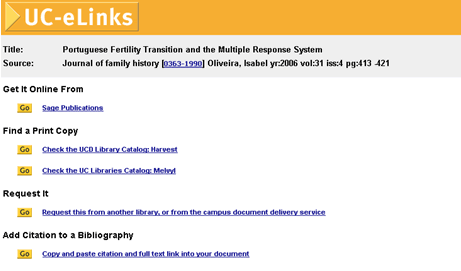 UC-eLinks
Title: Portuguese Fertility Transition and the Multiple Response System
Source: Journal of family history [0363-1990] Oliveira, Isabel yr:2006 vol:31 iss:4 pg:413 -421
Get It Online From
Go Sage Publications
Find a Print Copy
Go Check the UCD Library Catalog: Harvest
Go Check the UC Libraries Catalog: Melvyl
Request It
Go Request this from another library, or from the campus document delivery service
Add Citation to a Bibliography
Go Copy and paste citation and full text link into your document